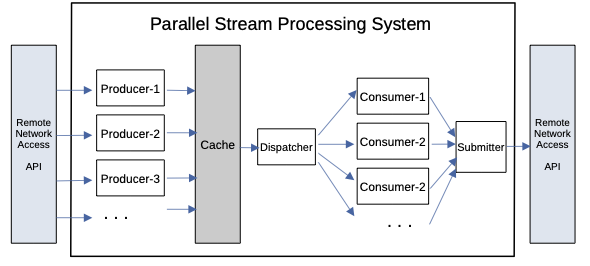 Parallel Stream Processing System
Remote
Network
Access
API
Producer-1
Producer-2
Producer-3
. . .
Cache
Dispatcher
Consumer-1
Consumer-2
Consumer-2
. . .
Submitter
Remote
Network
Access
API